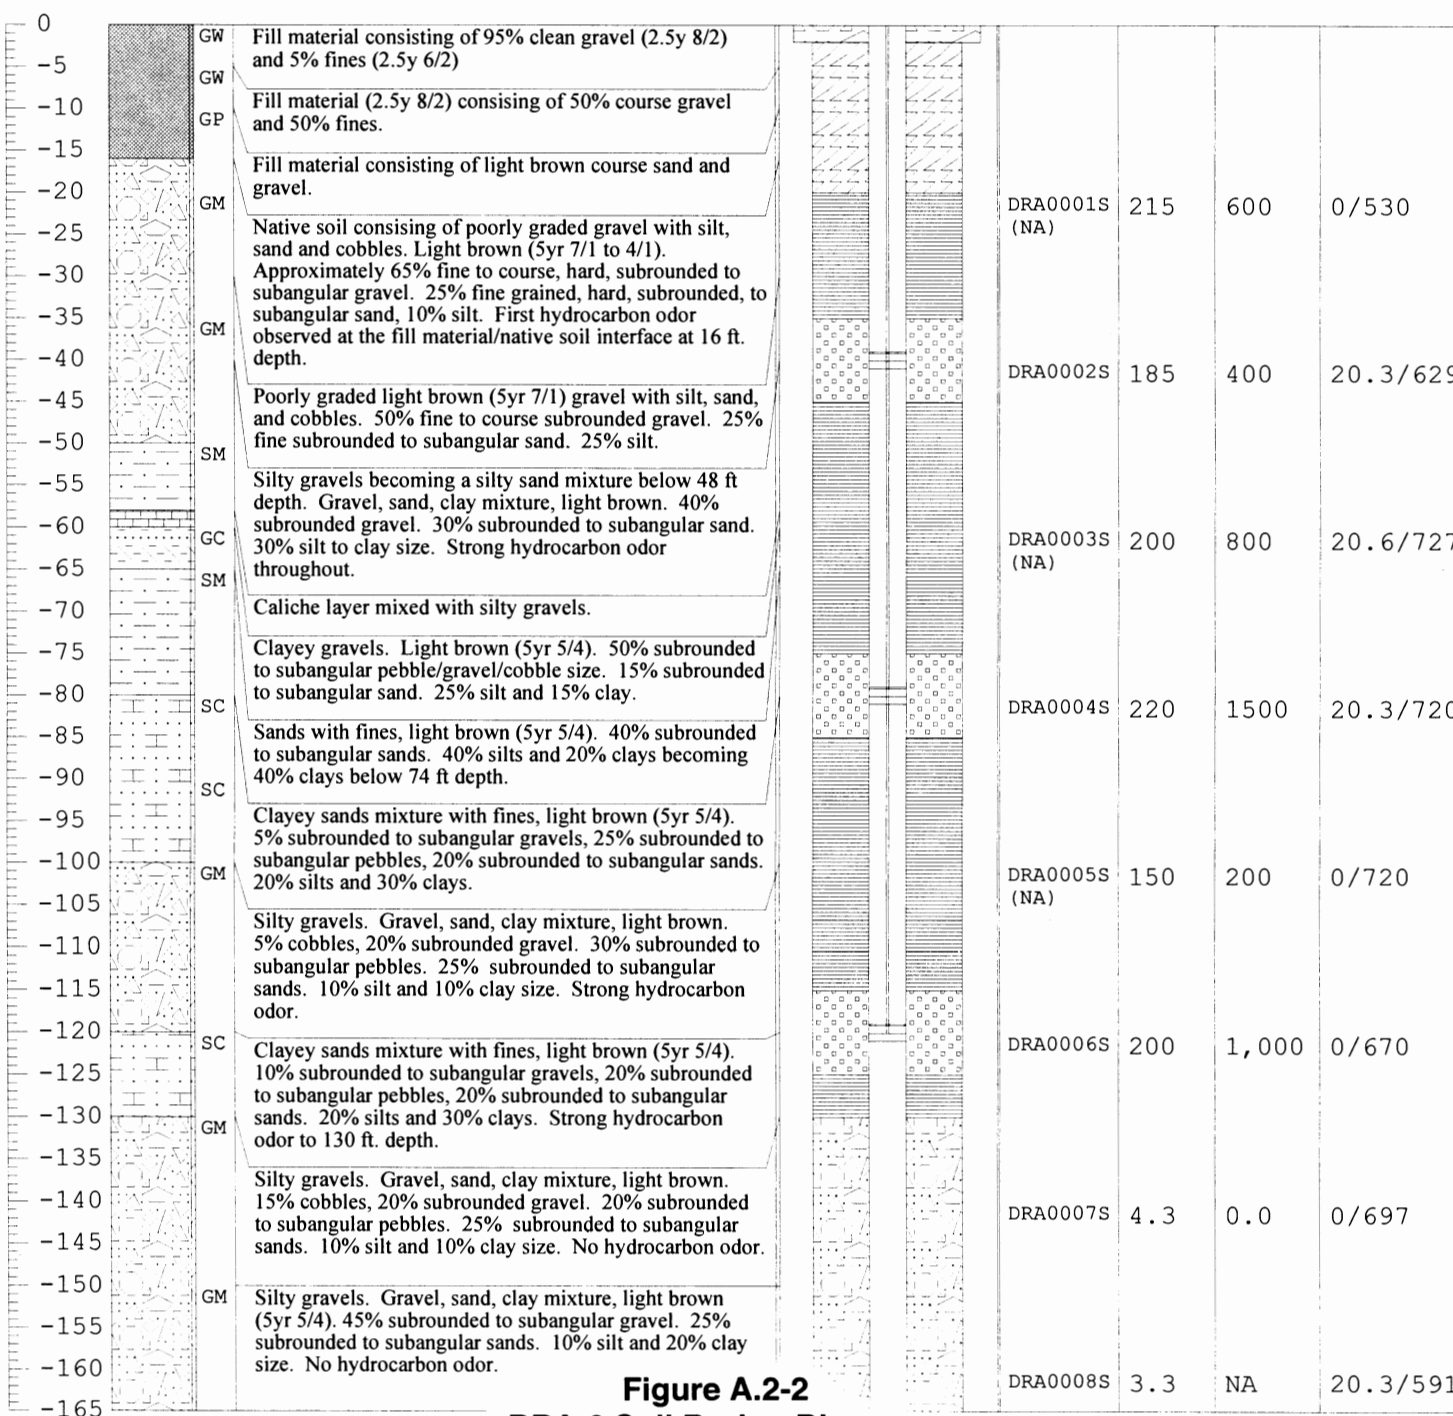 0
-5
-10
-15
-20
-25
-30
-35
-40
-45
-50
-55
-60
-65
-70
-75
-80
-85
-90
-95
-100
-105
-110
-115
-120
-125
-130
-135
-140
-145
-150
-155
-160
-165
GW
GW
GP
GM
GM
SM
GC
SM
SC
SC
GM
SC
GM
GM
Fill material consisting of 95% clean gravel (2.5y 8/2)
and 5% fines (2.5y 6/2)
Fill material (2.5y 8/2) consising of 50% course gravel
and 50% fines.
Fill material consisting of light brown course sand and
gravel.
Native soil consising of poorly graded gravel with silt,
sand and cobbles. Light brown (5yr 7/1 to 4/1).
Approximately 65% fine to course, hard, subrounded to
subangular gravel. 25% fine grained, hard, subrounded, to
subangular sand, 10% silt. First hydrocarbon odor
observed at the fill material/native soil interface at 16 ft.
depth.
Poorly graded light brown (5yr 7/1) gravel with silt, sand,
and cobbles. 50% fine to course subrounded gravel. 25%
fine subrounded to subangular sand. 25% silt.
Silty gravels becoming a silty sand mixture below 48 ft
depth. Gravel, sand, clay mixture, light brown. 40%
subrounded gravel. 30% subrounded to subangular sand.
30% silt to clay size. Strong hydrocarbon odor
throughout.
Caliche layer mixed with silty gravels.
Clayey gravels. Light brown (5yr 5/4). 50% subrounded
to subangular pebble/gravel/cobble size. 15% subrounded
to subangular sand. 25% silt and 15% clay.
Sands with fines, light brown (5yr 5/4). 40% subrounded
to subangular sands. 40% silts and 20% clays becoming
40% clays below 74 ft depth.
Clayey sands mixture with fines, light brown (5yr 5/4).
5% subrounded to subangular gravels, 25% subrounded to
subangular pebbles, 20% subrounded to subangular sands.
20% silts and 30% clays.
Silty gravels. Gravel, sand, clay mixture, light brown.
5% cobbles, 20% subrounded gravel. 30% subrounded to
subangular pebbles. 25% subrounded to subangular
sands. 10% silt and 10% clay size. Strong hydrocarbon
odor.
Clayey sands mixture with fines, light brown (5yr 5/4).
10% subrounded to subangular gravels, 20% subrounded
to subangular pebbles, 20% subrounded to subangular
sands. 20% silts and 30% clays. Strong hydrocarbon
odor to 130 ft. depth.
Silty gravels. Gravel, sand, clay mixture, light brown.
15% cobbles, 20% subrounded gravel. 20% subrounded
to subangular pebbles. 25% subrounded to subangular
sands. 10% silt and 10% clay size. No hydrocarbon odor.
Silty gravels. Gravel, sand, clay mixture, light brown
(5yr 5/4). 45% subrounded to subangular gravel. 25%
subrounded to subangular sands. 10% silt and 20% clay
size. No hydrocarbon odor.
DRA0001S 215 600 0/530
(NA)
DRA0002S 185 400 20.3/629
DRA0003S 200 800 20.6/727
(NA)
DRA0004S 220 1500 20.3/720
DRA0005S 150 200 0/720
(NA)
DRA0006S 200 1,000 0/670
DRA0007S 4.3 0.0 0/697
DRA0008S 3.3 NA 20.3/591
Figure A.2-2